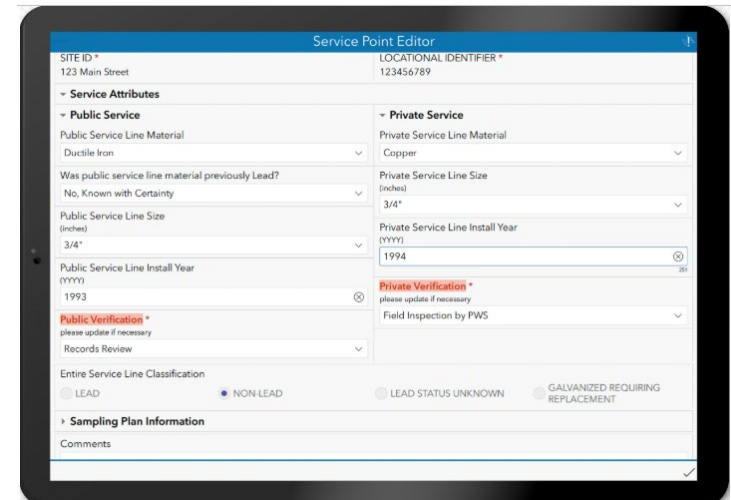 Service Point Editor
SITE ID *
123 Main Street
LOCATIONAL IDENTIFIER *
123456789
Service Attributes
Public Service
Public Service Line Material
Ductile Iron
Was public service line material previously Lead?
No, Known with Certainty
Public Service Line Size
(inches)
3/4"
Public Service Line Install Year
(YYYY)
1993
Public Verification *
please update if necessary
Records Review
Private Service
Private Service Line Material
Copper
Private Service Line Size
(inches)
3/4"
Private Service Line Install Year
(YYYY)
1994
251
Private Verification *
please update if necessary
Field Inspection by PWS
Entire Service Line Classification
LEAD
NON-LEAD
LEAD STATUS UNKNOWN
GALVANIZED REQUIRING
REPLACEMENT
Sampling Plan Information
Comments